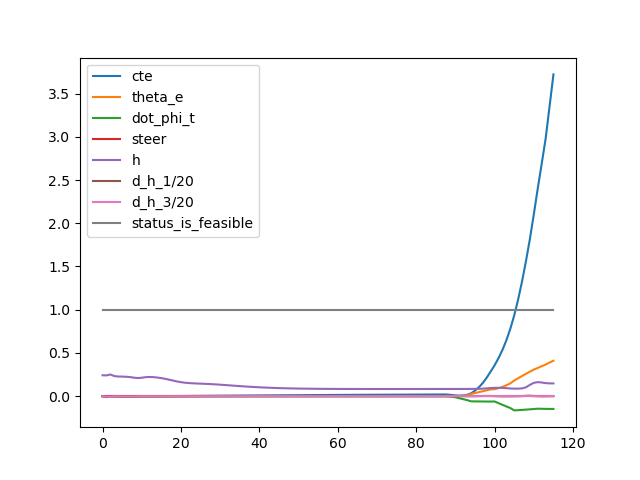 cte
theta_e
dot_phi_t
steer
h
d_h_1/20
d_h_3/20
status_is_feasible
3.5
3.0
2.5
2.0
1.5
1.0
0.5
0.0
0 20 40 60 80 100 120